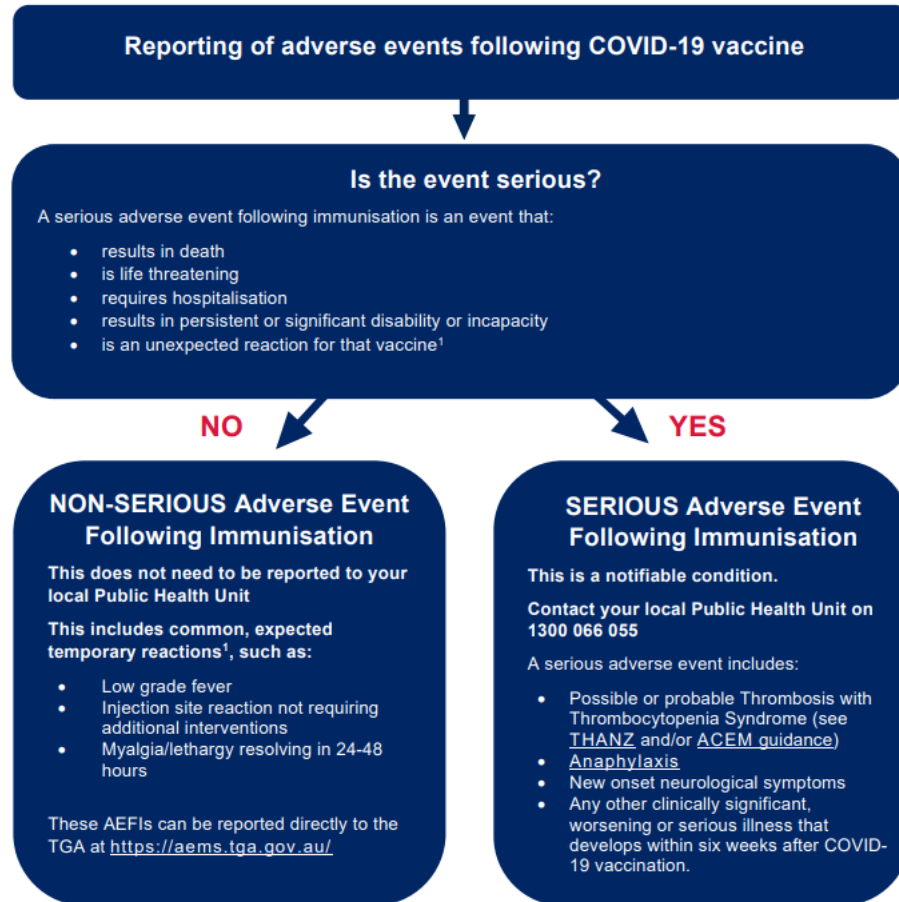 Reporting of adverse events following COVID-19 vaccine
Is the event serious?
A serious adverse event following immunisation is an event that:
• results in death
• is life threatening
• requires hospitalisation
• results in persistent or significant disability or incapacity
• is an unexpected reaction for that vaccine¹
NO
YES
NON-SERIOUS Adverse Event
Following Immunisation
This does not need to be reported to your
local Public Health Unit
This includes common, expected
temporary reactions¹, such as:
• Low grade fever
• Injection site reaction not requiring
additional interventions
• Myalgia/lethargy resolving in 24-48
hours
These AEFIs can be reported directly to the
TGA at https://aems.tga.gov.au/
SERIOUS Adverse Event
Following Immunisation
This is a notifiable condition.
Contact your local Public Health Unit on
1300 066 055
A serious adverse event includes:
• Possible or probable Thrombosis with
Thrombocytopenia Syndrome (see
THANZ and/or ACEM guidance)
• Anaphylaxis
• New onset neurological symptoms
• Any other clinically significant,
worsening or serious illness that
develops within six weeks after COVID-
19 vaccination.